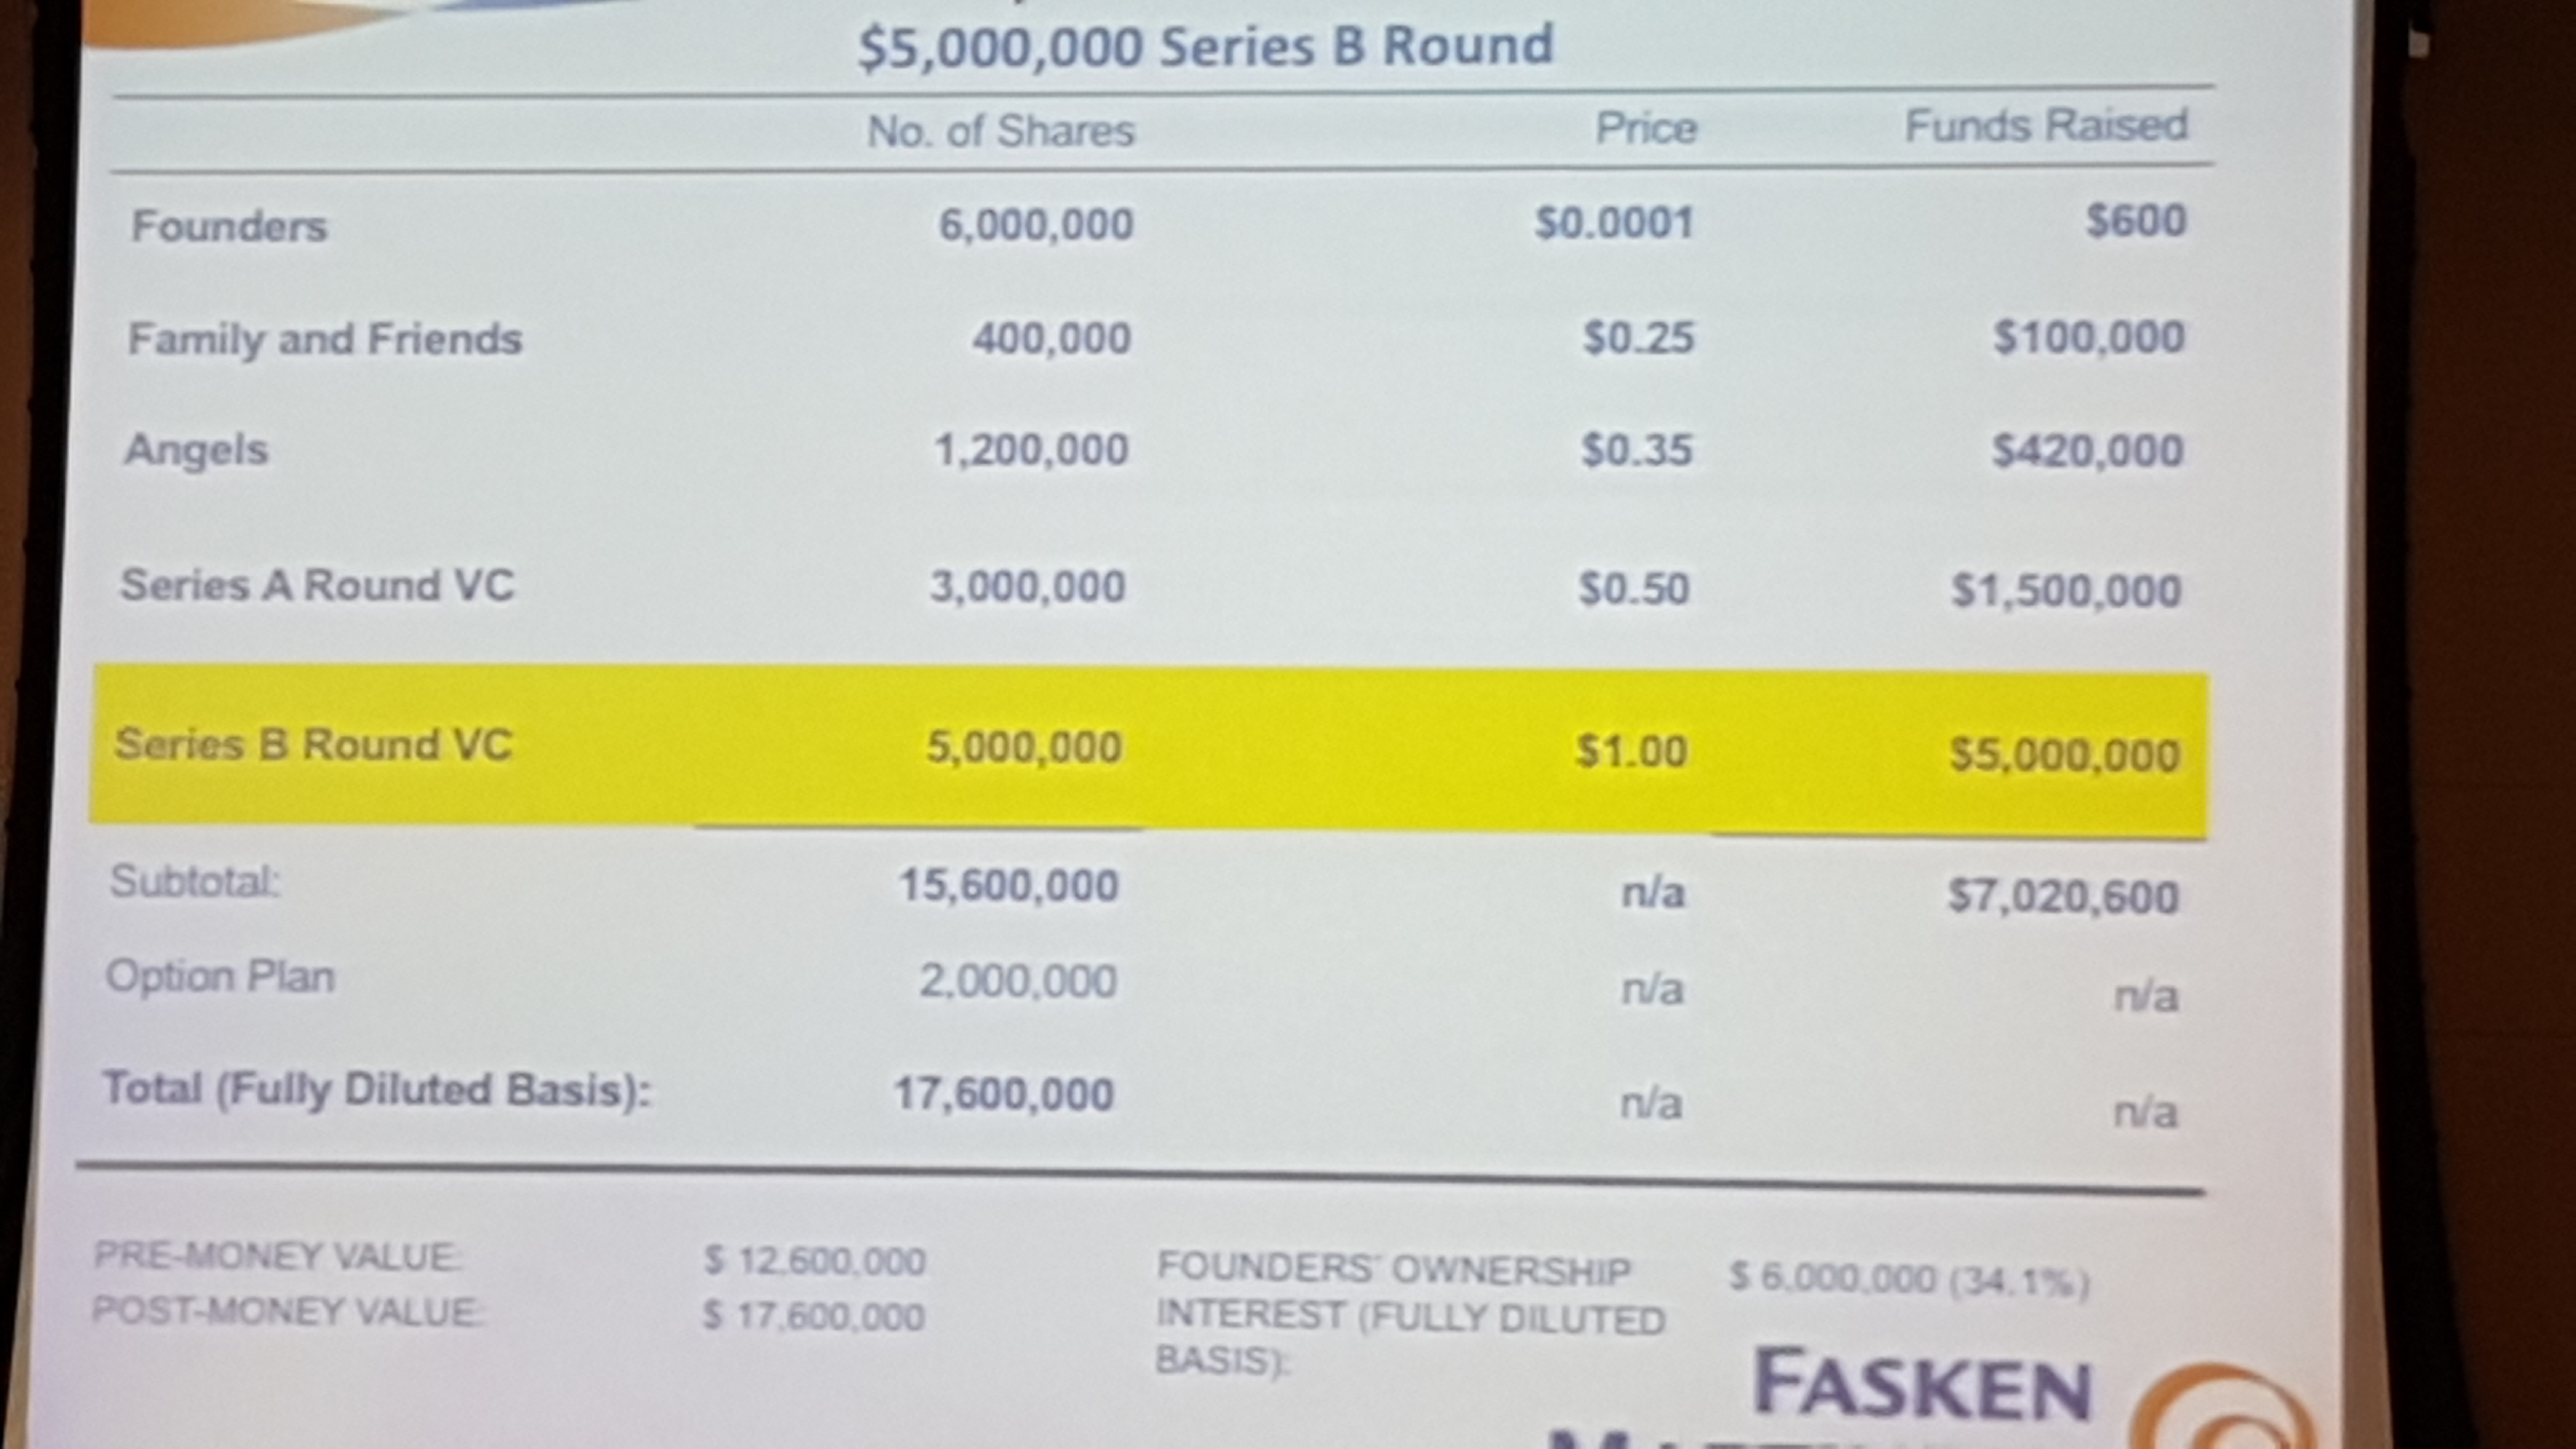 $5,000,000 Series B Round
No. of Shares Price Funds Raised
Founders 6,000,000 $0.0001 $600
Family and Friends 400,000 $0.25 $100,000
Angels 1,200,000 $0.35 $420,000
Series A Round VC 3,000,000 $0.50 $1,500,000
Series B Round VC 5,000,000 $1.00 $5,000,000
Subtotal: 15,600,000 n/a $7,020,600
Option Plan 2,000,000 n/a n/a
Total (Fully Diluted Basis): 17,600,000 n/a n/a
PRE-MONEY VALUE: $ 12,600,000
POST-MONEY VALUE: $ 17,600,000
FOUNDERS' OWNERSHIP $ 6,000,000 (34.1%)
INTEREST (FULLY DILUTED
BASIS):
FASKEN